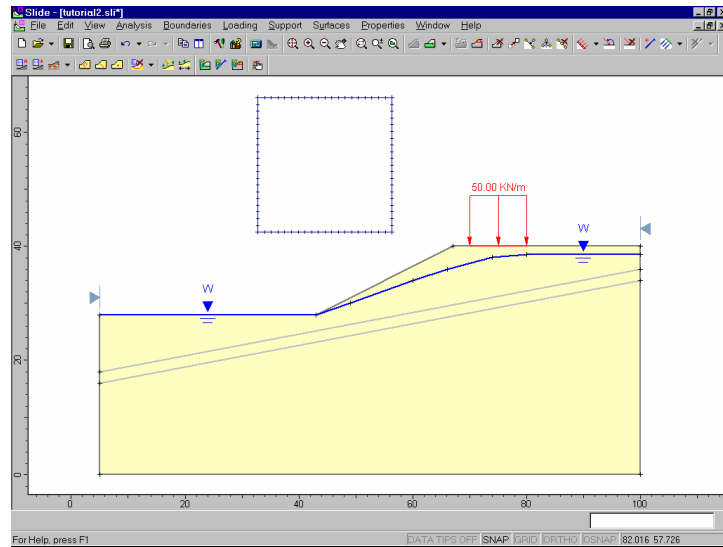 Slide - [tutorial2.sli*]
File Edit View Analysis Boundaries Loading Support Surfaces Properties Window Help
60
50.00 KN/m
W
40
W
20
0
0 20 40 60 80 100
For Help, press F1 DATA TIPS OFF SNAP GRID ORTHO OSNAP 82.016 57.726